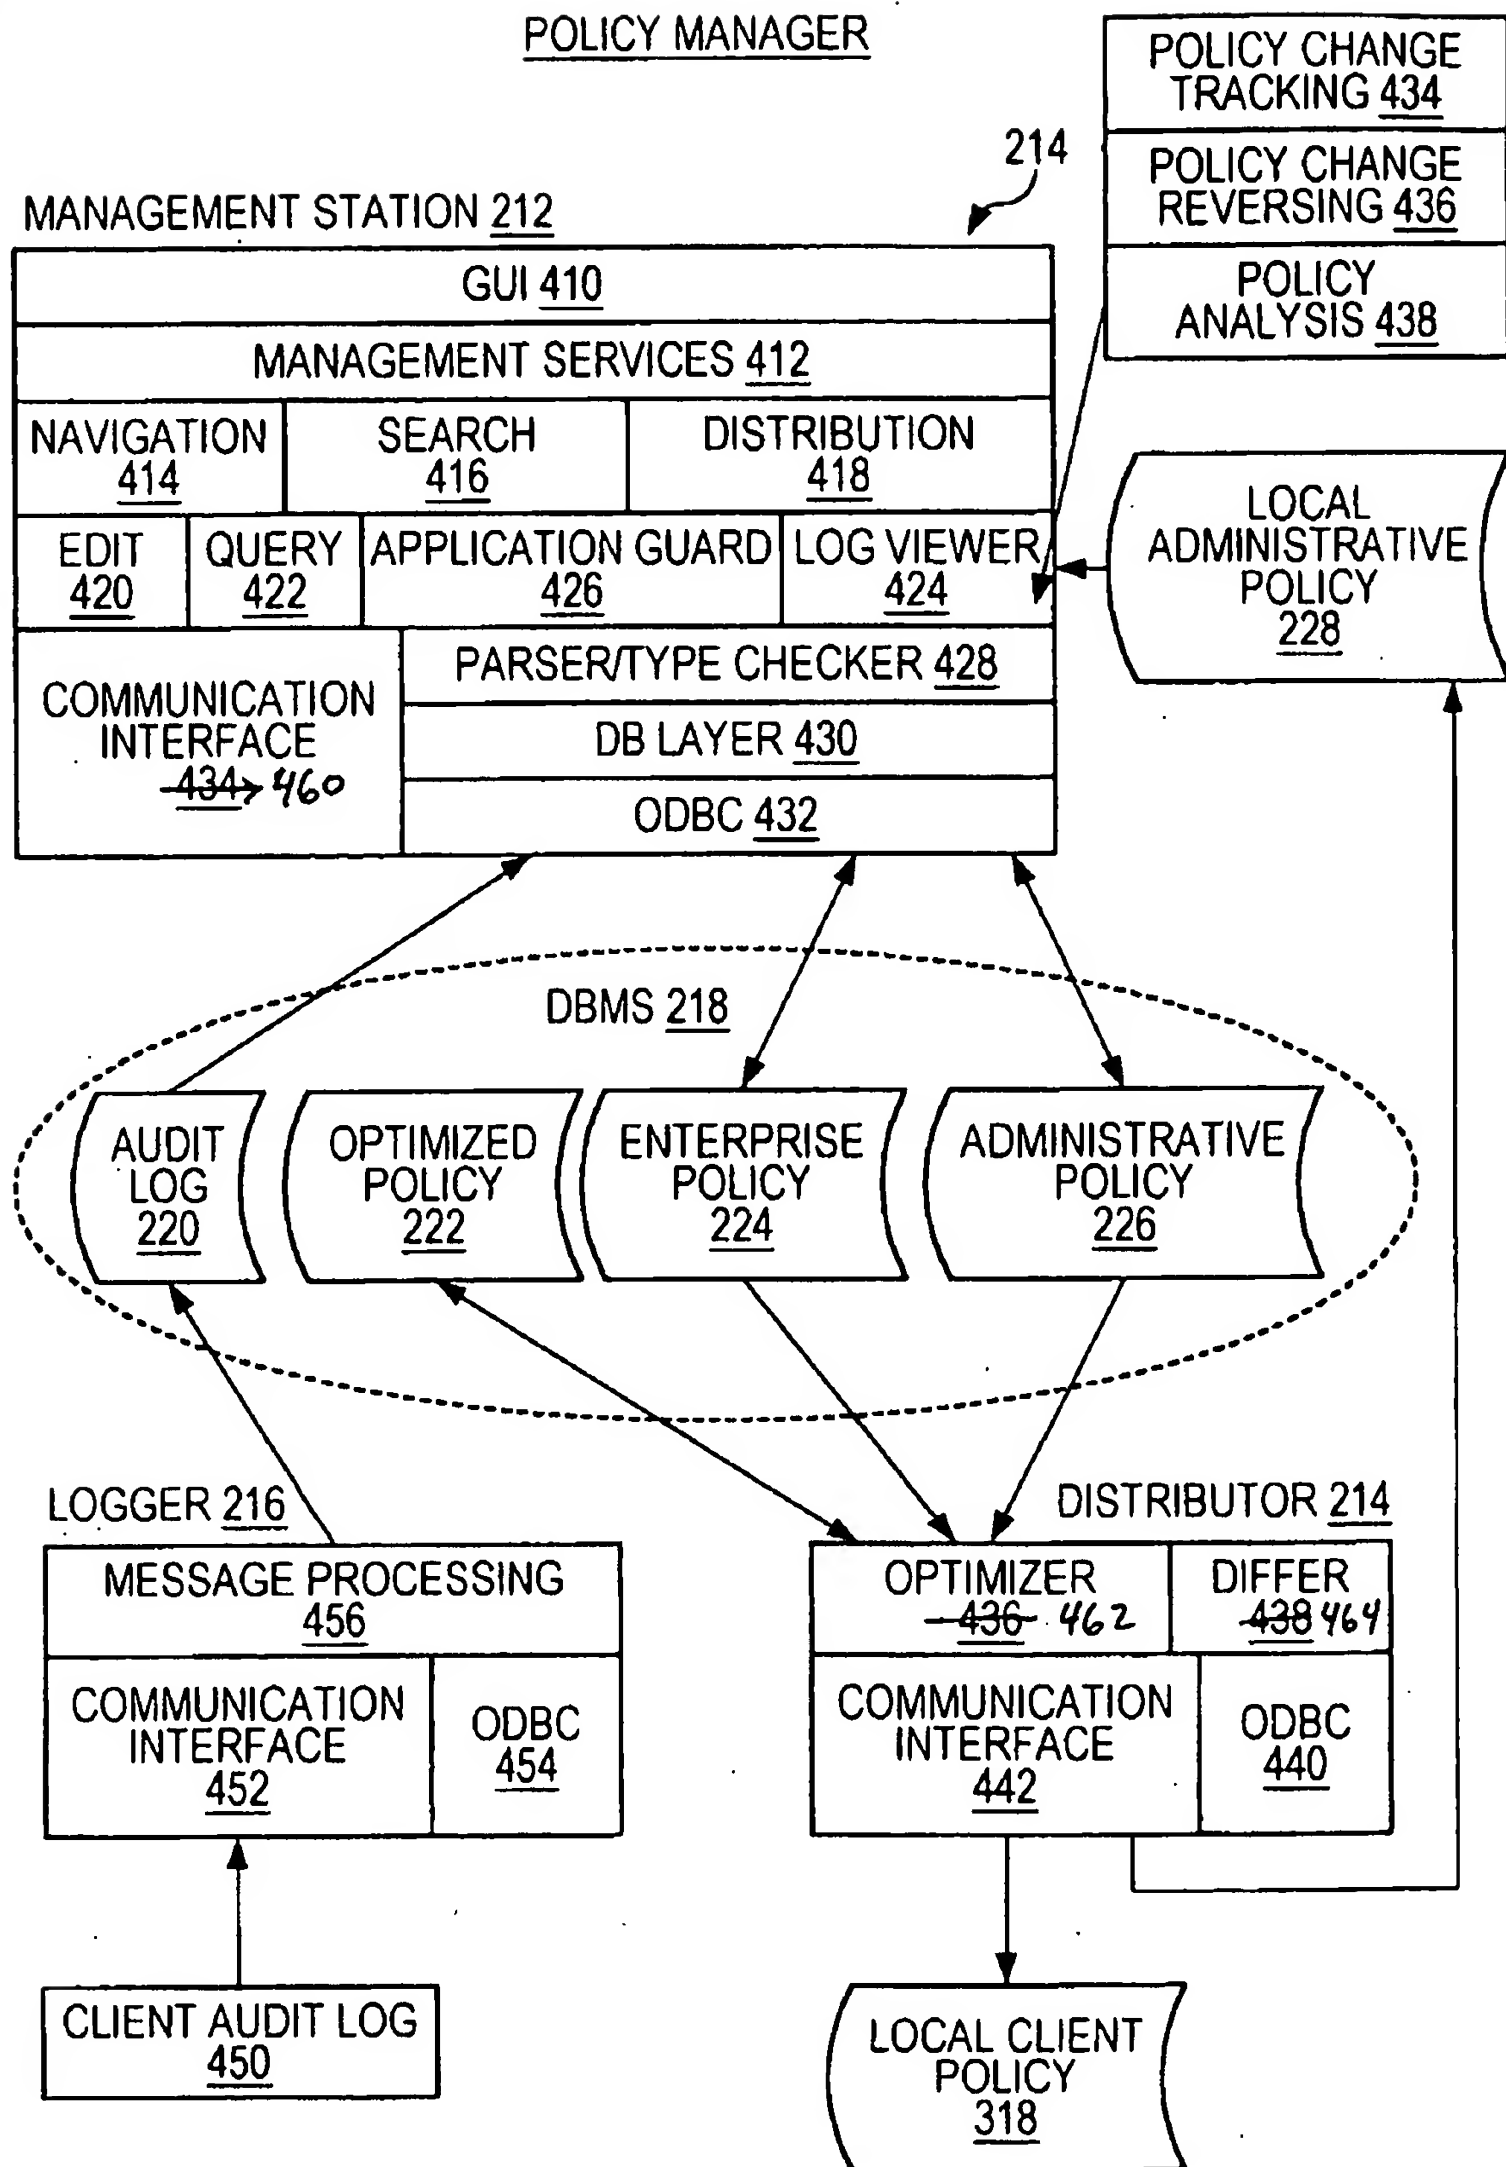 POLICY MANAGER
POLICY CHANGE
TRACKING 434
POLICY CHANGE
REVERSING 436
POLICY
ANALYSIS 438
214
MANAGEMENT STATION 212
GUI 410
MANAGEMENT SERVICES 412
NAVIGATION
414
SEARCH
416
DISTRIBUTION
418
EDIT
420
QUERY
422
APPLICATION GUARD
426
LOG VIEWER
424
LOCAL
ADMINISTRATIVE
POLICY
228
COMMUNICATION
INTERFACE
434 460
PARSER/TYPE CHECKER 428
DB LAYER 430
ODBC 432
DBMS 218
AUDIT
LOG
220
OPTIMIZED
POLICY
222
ENTERPRISE
POLICY
224
ADMINISTRATIVE
POLICY
226
LOGGER 216
MESSAGE PROCESSING
456
COMMUNICATION
INTERFACE
452
ODBC
454
CLIENT AUDIT LOG
450
DISTRIBUTOR 214
OPTIMIZER
436 462
DIFFER
438 464
COMMUNICATION
INTERFACE
442
ODBC
440
LOCAL CLIENT
POLICY
318